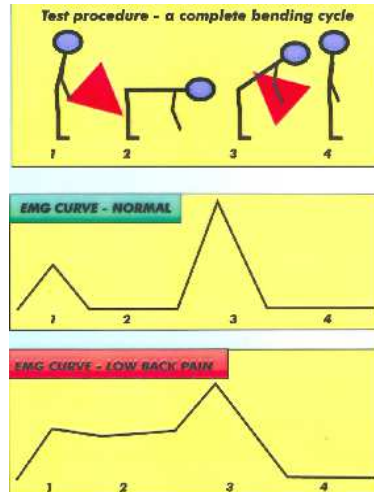 Test procedure - a complete bending cycle
1 2 3 4
EMG CURVE - NORMAL
1 2 3 4
EMG CURVE - LOW BACK PAIN
1 2 3 4